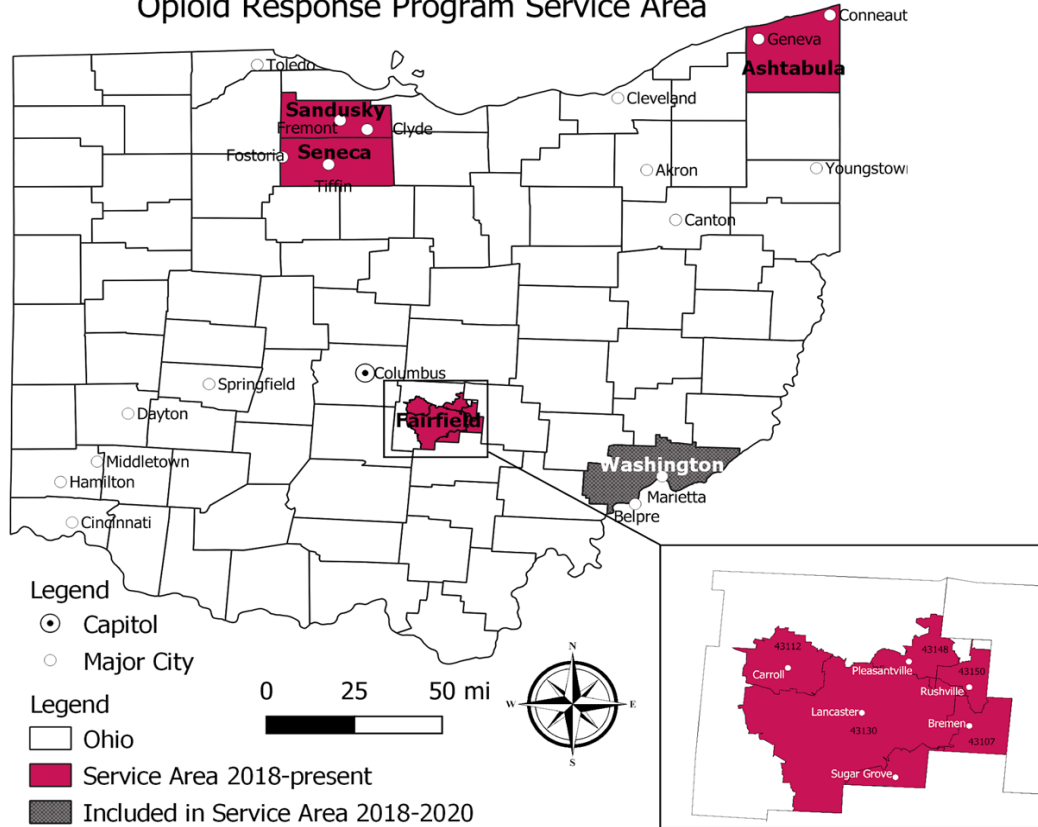 Opioid Response Program Service Area
Conneaut
Geneva
Ashtabula
Toledo
Cleveland
Sandusky
Fremont
Clyde
Fostoria
Seneca
Tiffin
Akron
Youngstown
Canton
Columbus
Springfield
Fairfield
Dayton
Middletown
Hamilton
Washington
Marietta
Belpre
Cincinnati
Legend
Capitol
Major City
0 25 50 mi
Legend
Ohio
Service Area 2018-present
Included in Service Area 2018-2020
N
W E
S
43112
43148
Carroll
Pleasantville
43150
Rushville
Lancaster
Bremen
43130
43107
Sugar Grove